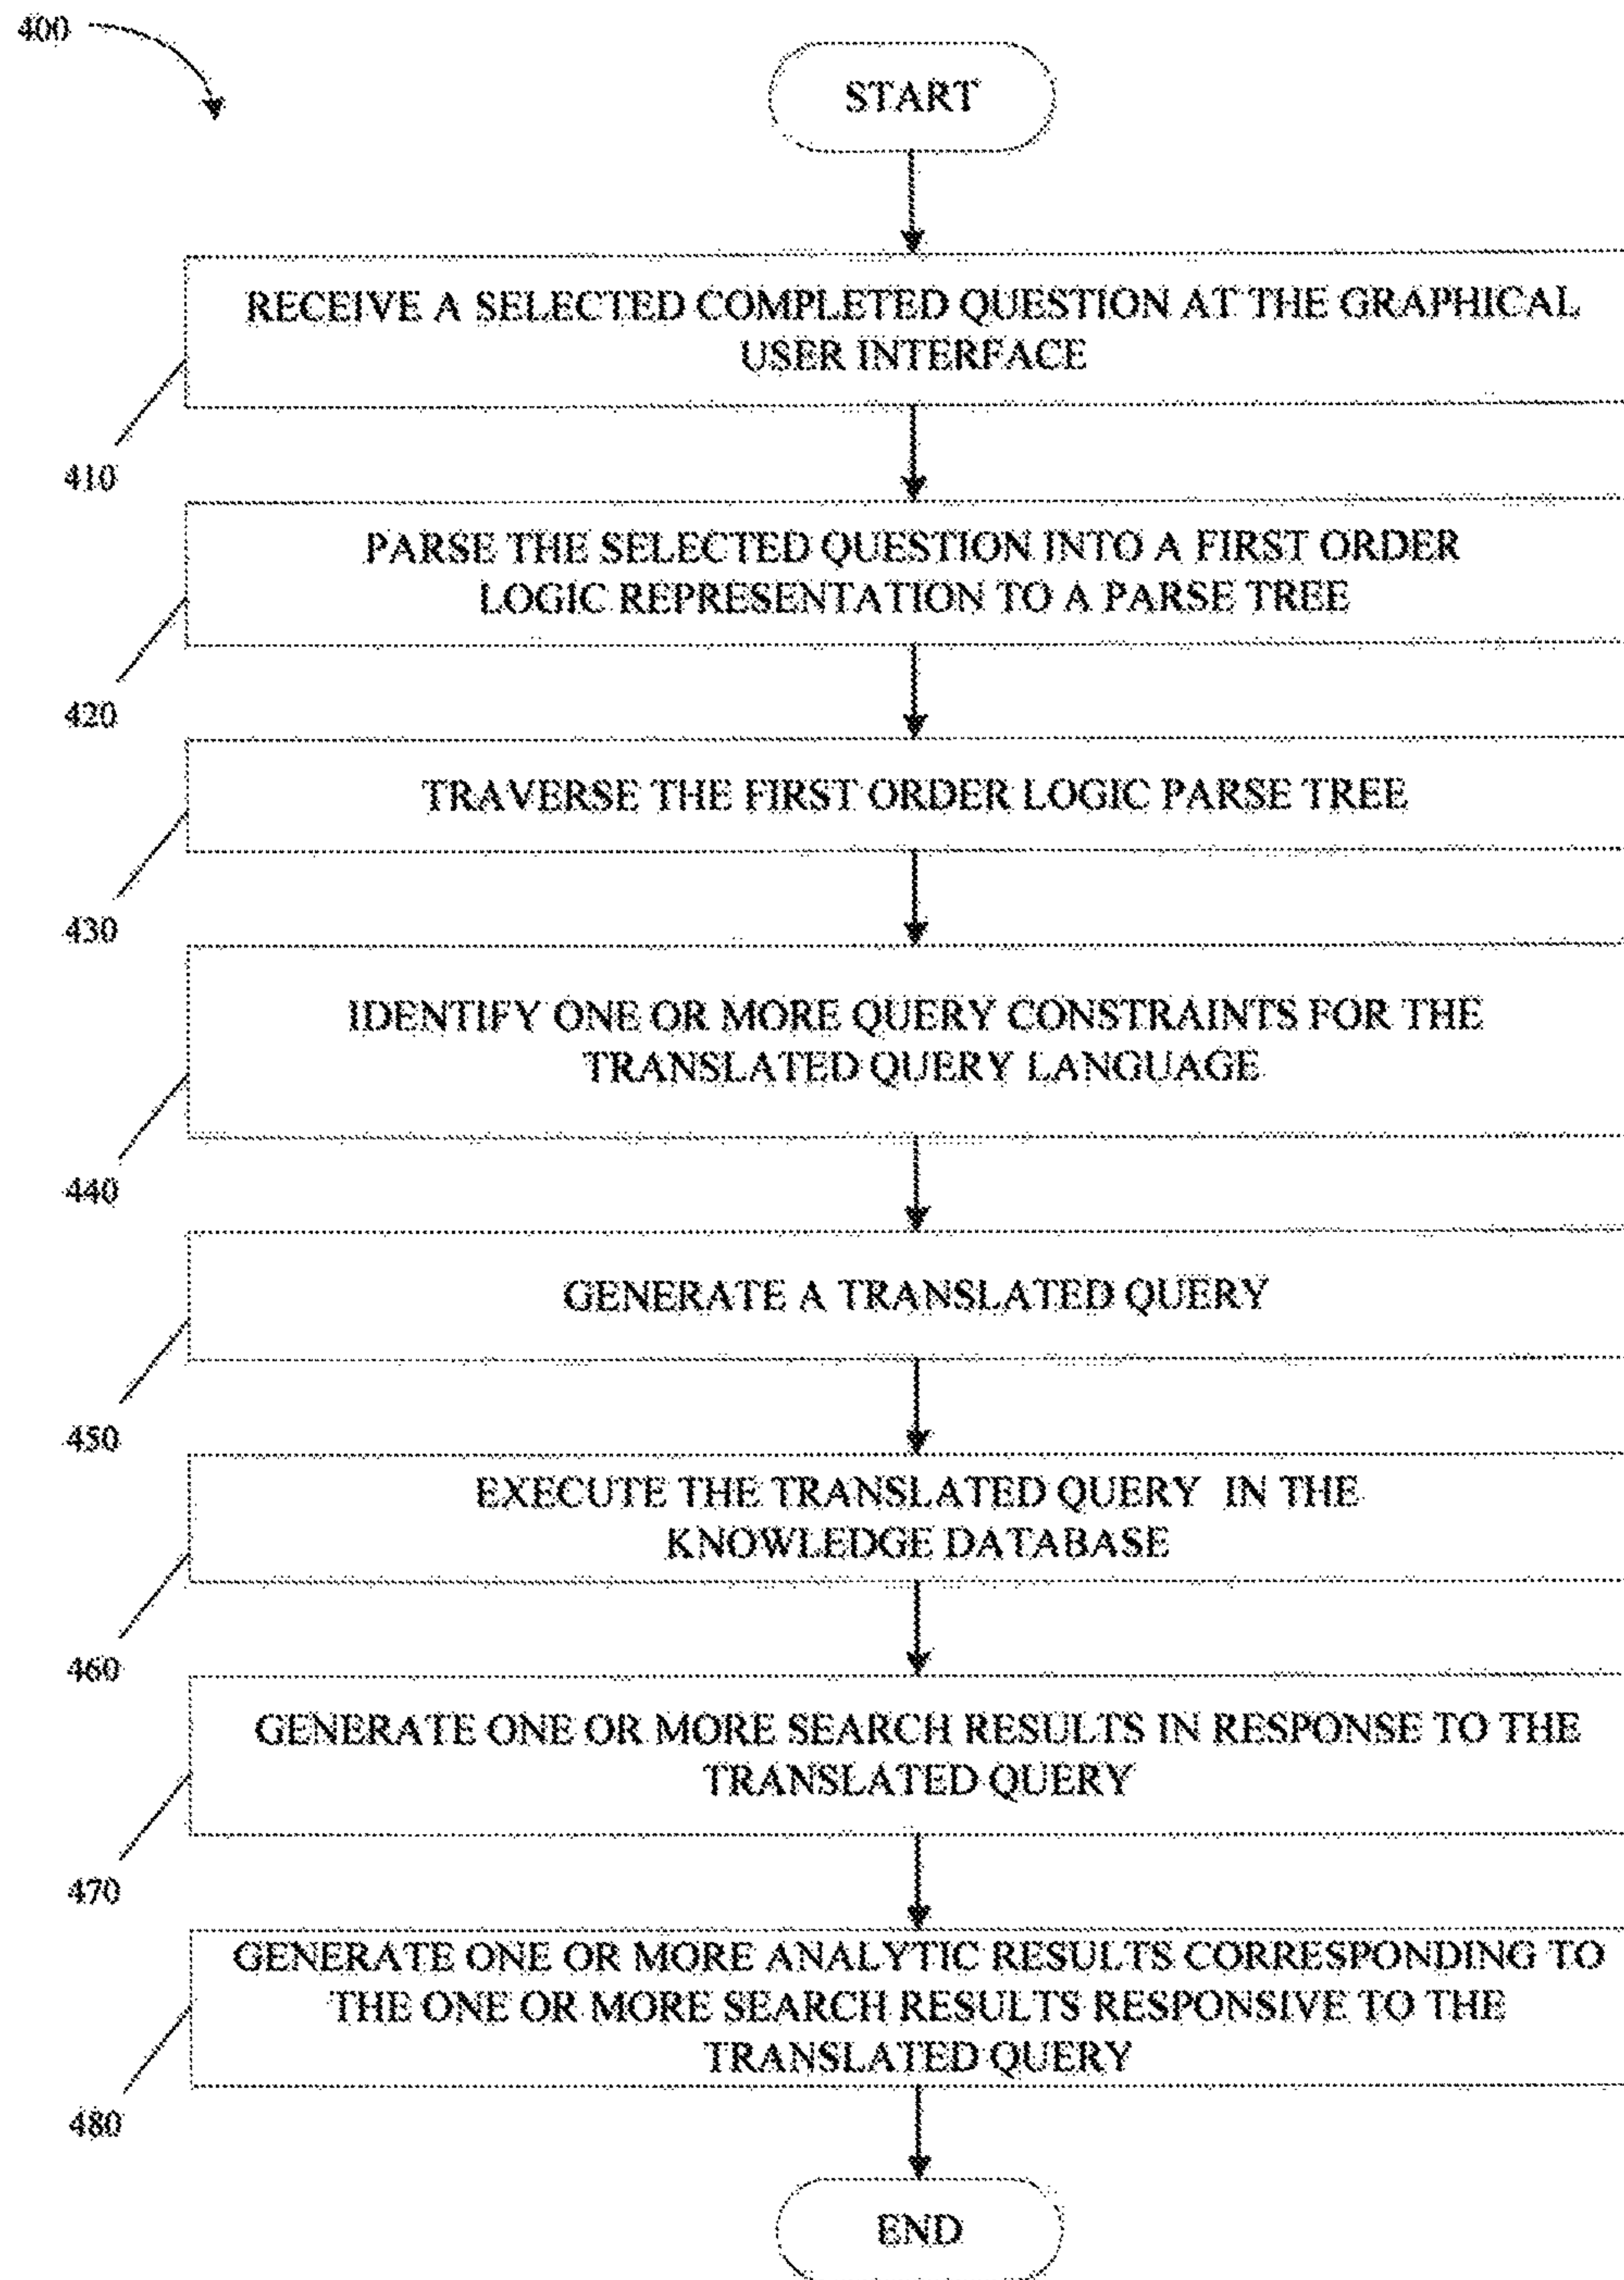 400
START
RECEIVE A SELECTED COMPLETED QUESTION AT THE GRAPHICAL
USER INTERFACE
410
PARSE THE SELECTED QUESTION INTO A FIRST ORDER
LOGIC REPRESENTATION TO A PARSE TREE
420
TRAVERSE THE FIRST ORDER LOGIC PARSE TREE
430
IDENTIFY ONE OR MORE QUERY CONSTRAINTS FOR THE
TRANSLATED QUERY LANGUAGE
440
GENERATE A TRANSLATED QUERY
450
EXECUTE THE TRANSLATED QUERY IN THE
KNOWLEDGE DATABASE
460
GENERATE ONE OR MORE SEARCH RESULTS IN RESPONSE TO THE
TRANSLATED QUERY
470
GENERATE ONE OR MORE ANALYTIC RESULTS CORRESPONDING TO
THE ONE OR MORE SEARCH RESULTS RESPONSIVE TO THE
TRANSLATED QUERY
480
END